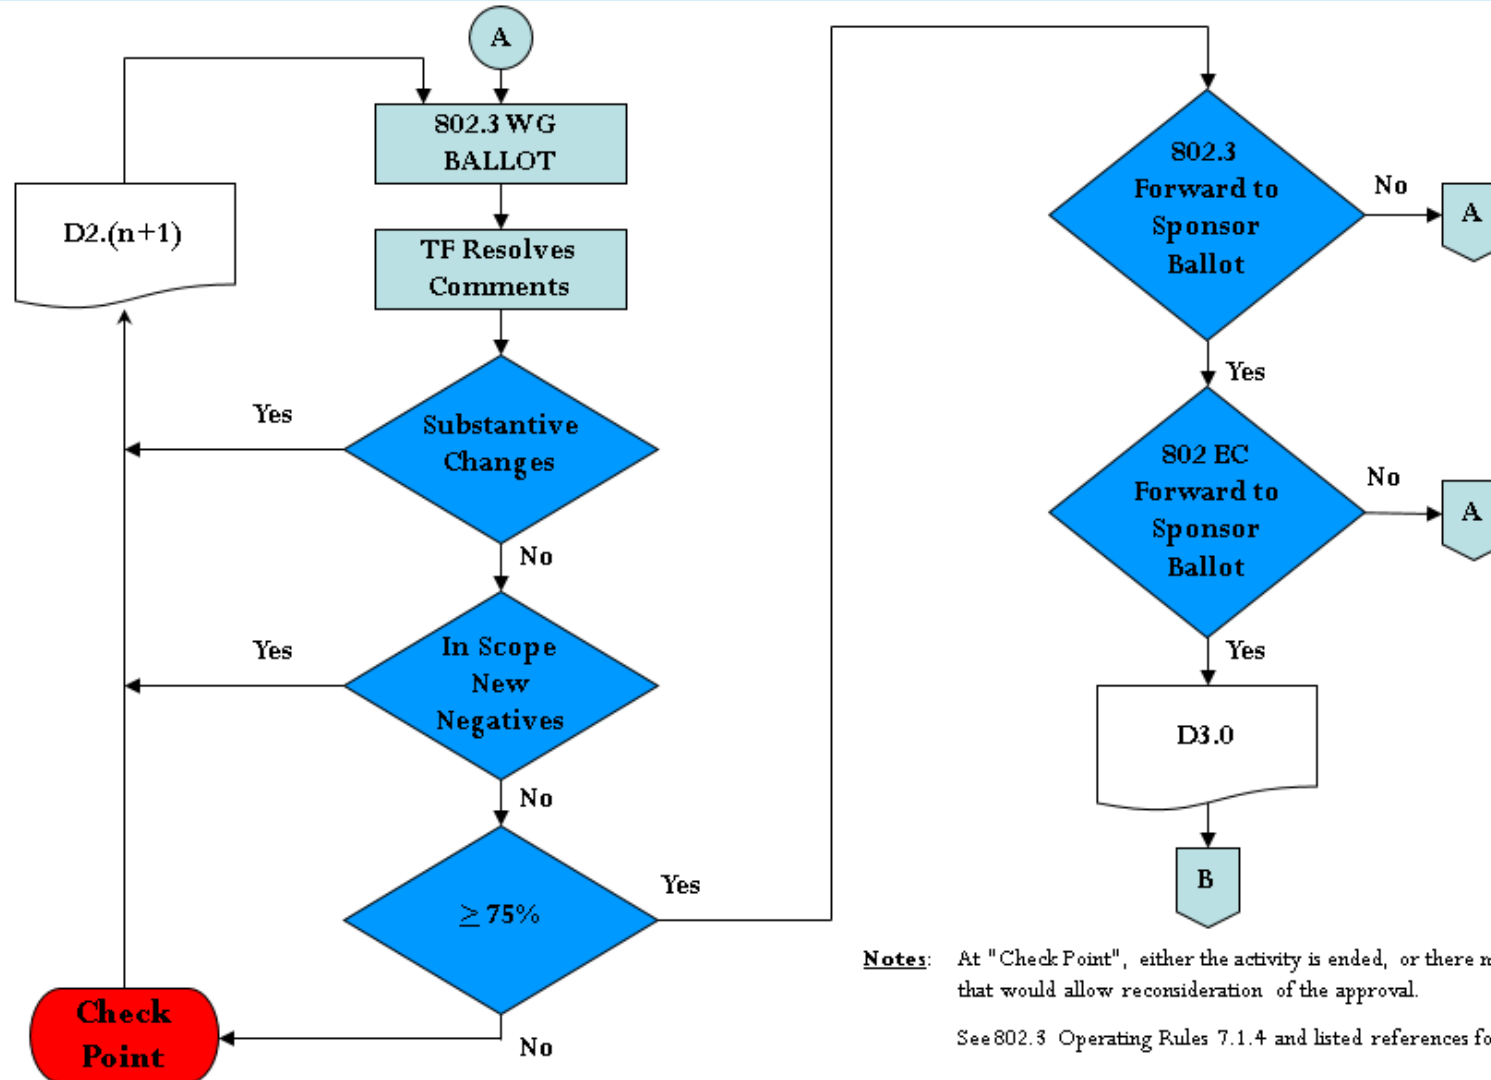 A
802.3 WG
BALLOT
D2.(n+1)
TF Resolves
Comments
Substantive
Changes
Yes
No
In Scope
New
Negatives
Yes
No
≥ 75%
Yes
No
Check
Point
802.3
Forward to
Sponsor
Ballot
No
A
Yes
802 EC
Forward to
Sponsor
Ballot
No
A
Yes
D3.0
B
Notes: At "Check Point", either the activity is ended, or there
that would allow reconsideration of the approval.
See 802.3 Operating Rules 7.1.4 and listed references